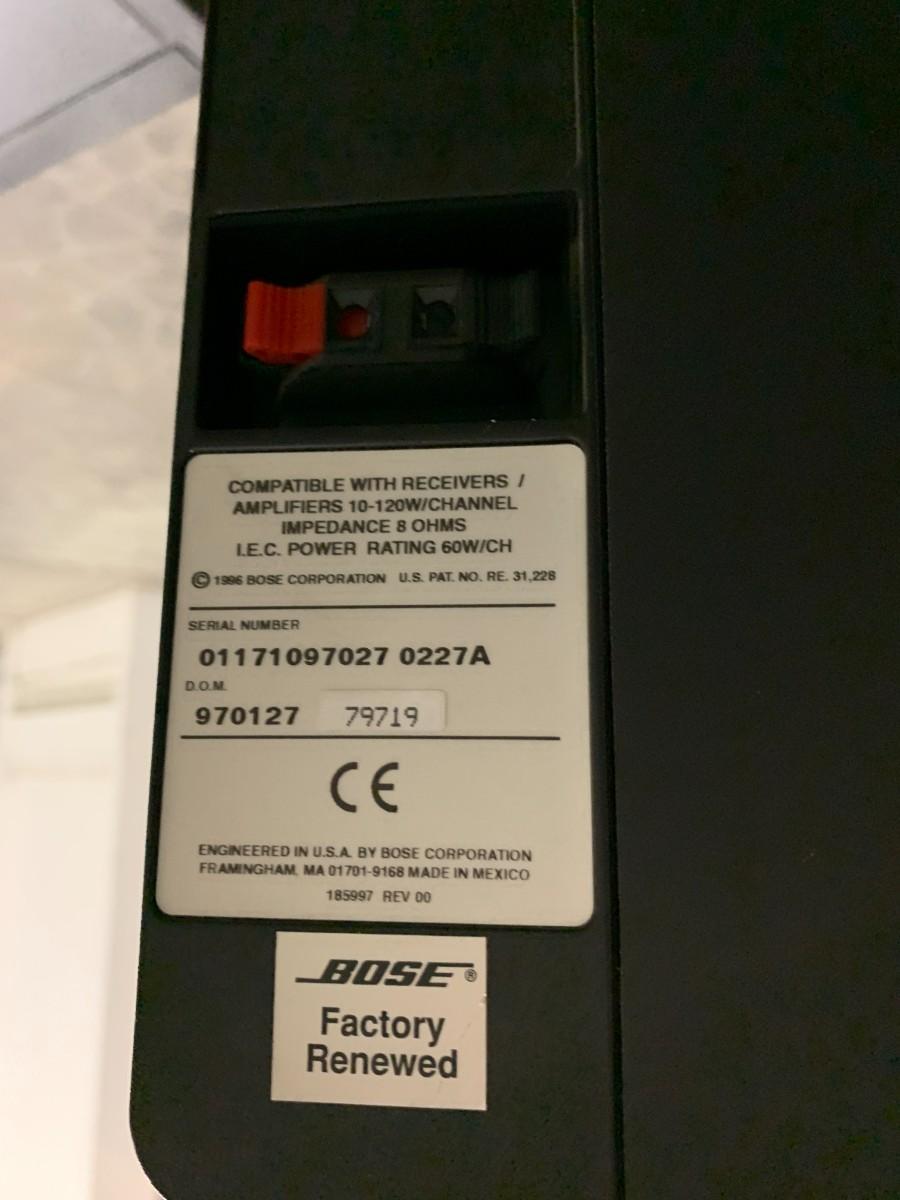 COMPATIBLE WITH RECEIVERS /
AMPLIFIERS 10-120W/CHANNEL
IMPEDANCE 8 OHMS
I.E.C. POWER RATING 60W/CH
© 1996 BOSE CORPORATION U.S. PAT. NO. RE. 31,228
SERIAL NUMBER
01171097027 0227A
D.O.M.
970127 79719
CE
ENGINEERED IN U.S.A. BY BOSE CORPORATION
FRAMINGHAM, MA 01701-9168 MADE IN MEXICO
185997 REV 00
BOSE®
Factory
Renewed